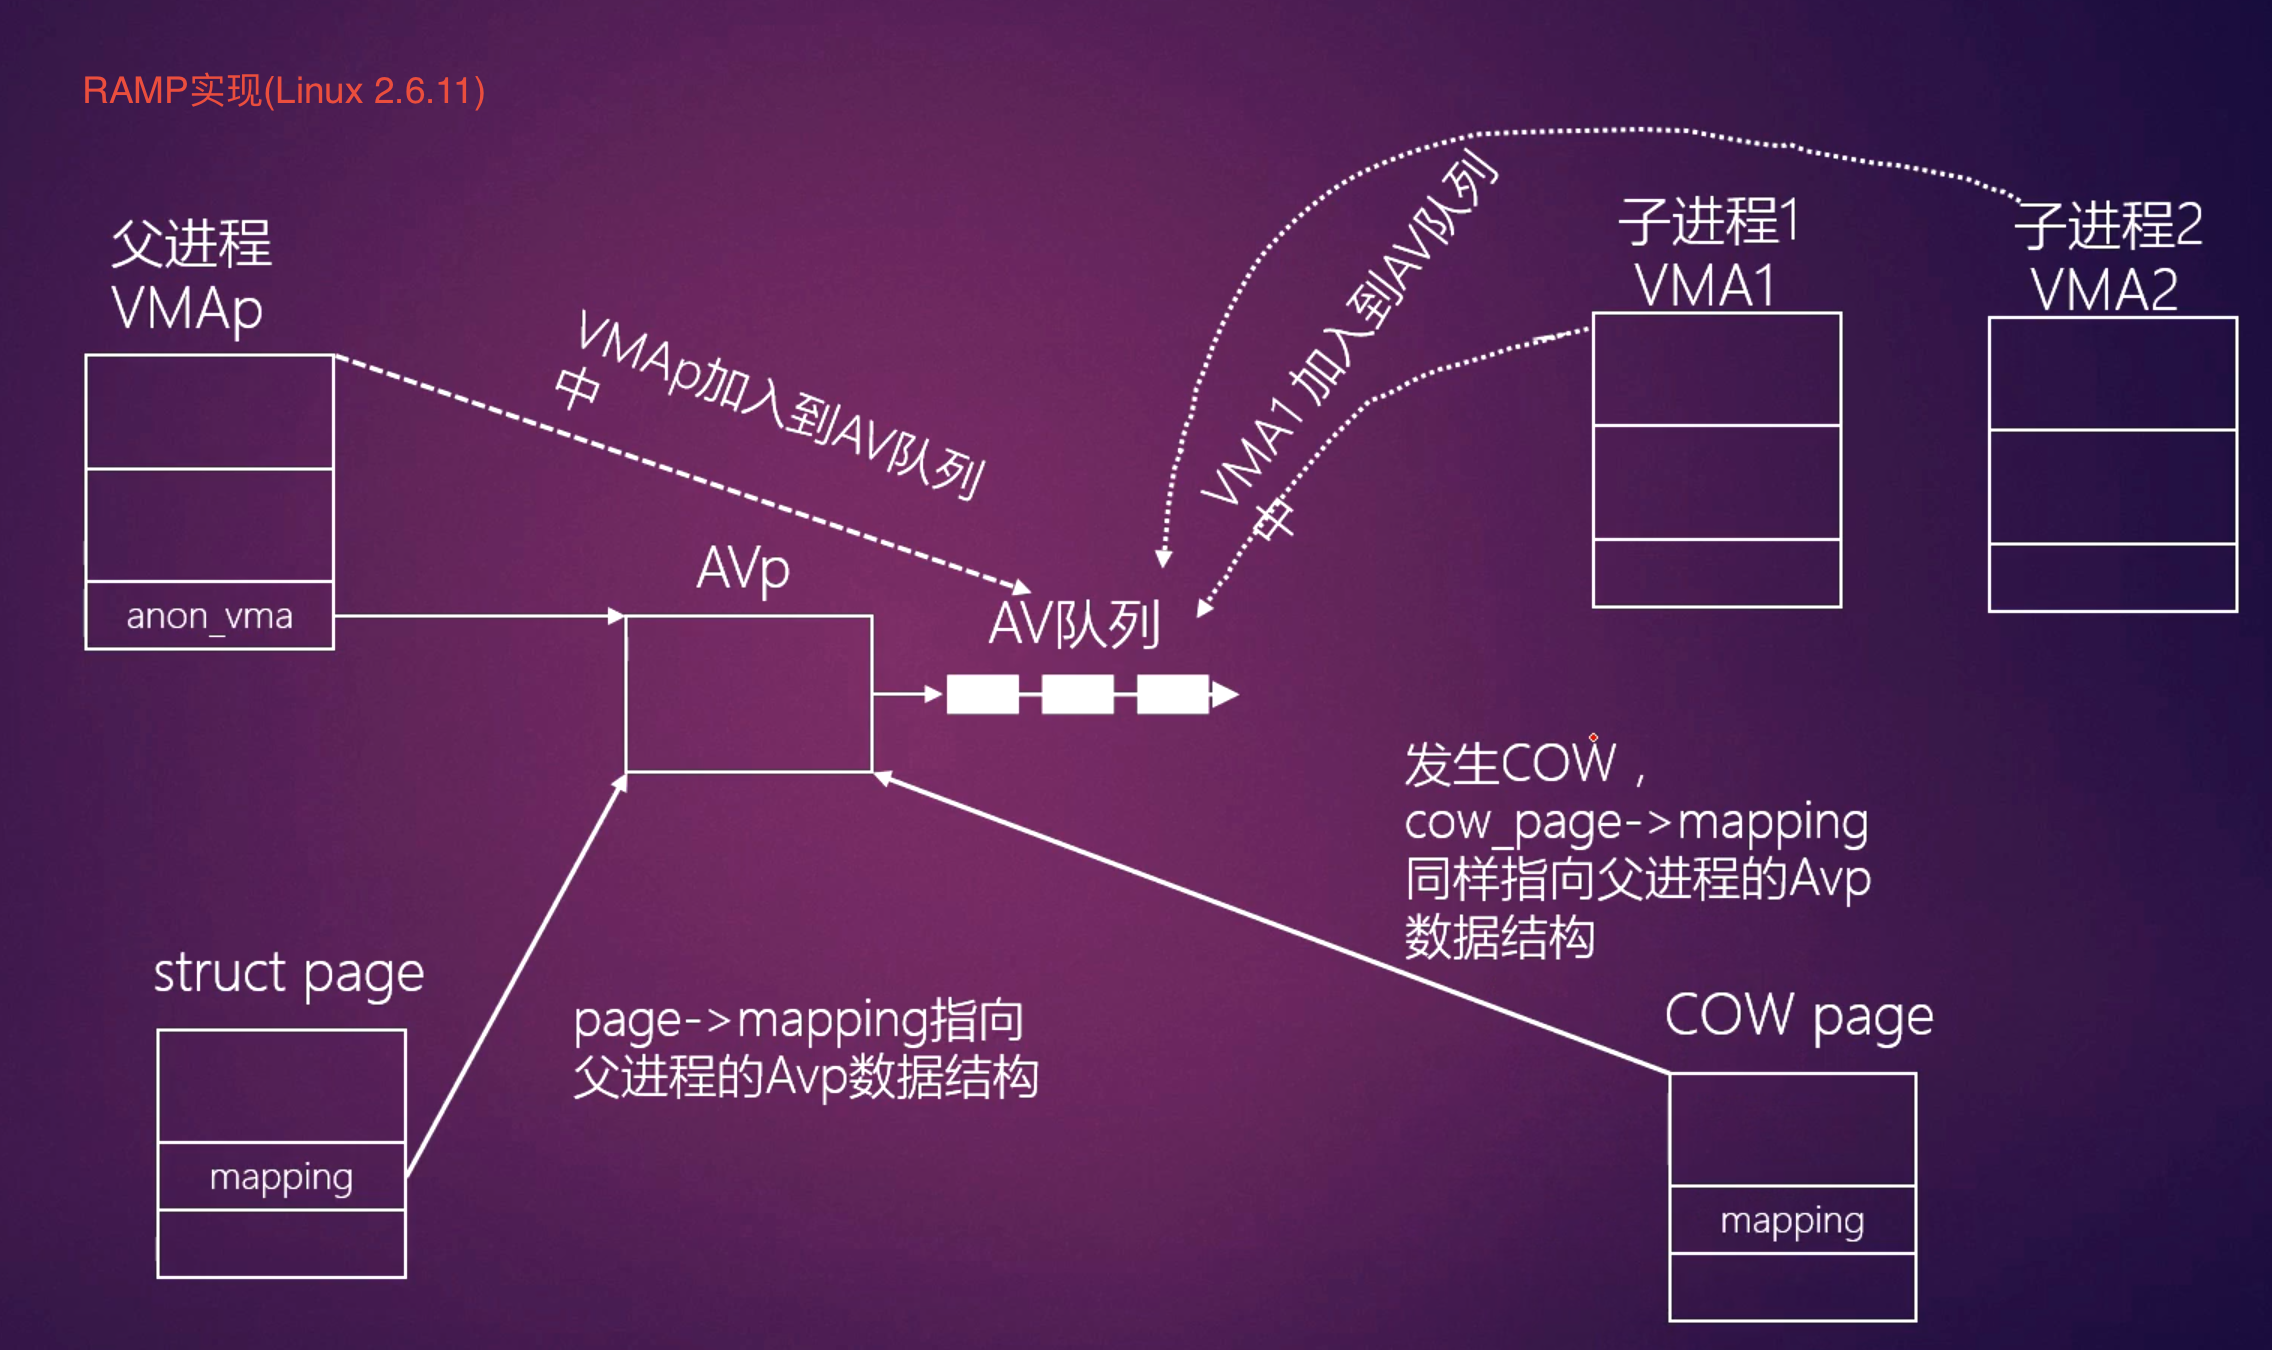 RAMP实现(Linux 2.6.11)
父进程
VMAp
VMAp加入到AV队列
中
VMA1 加入到AV队列
中
子进程1
VMA1
子进程2
VMA2
anon_vma
AVp
AV队列
发生COW，
cow_page->mapping
同样指向父进程的Avp
数据结构
struct page
page->mapping指向
父进程的Avp数据结构
COW page
mapping
mapping